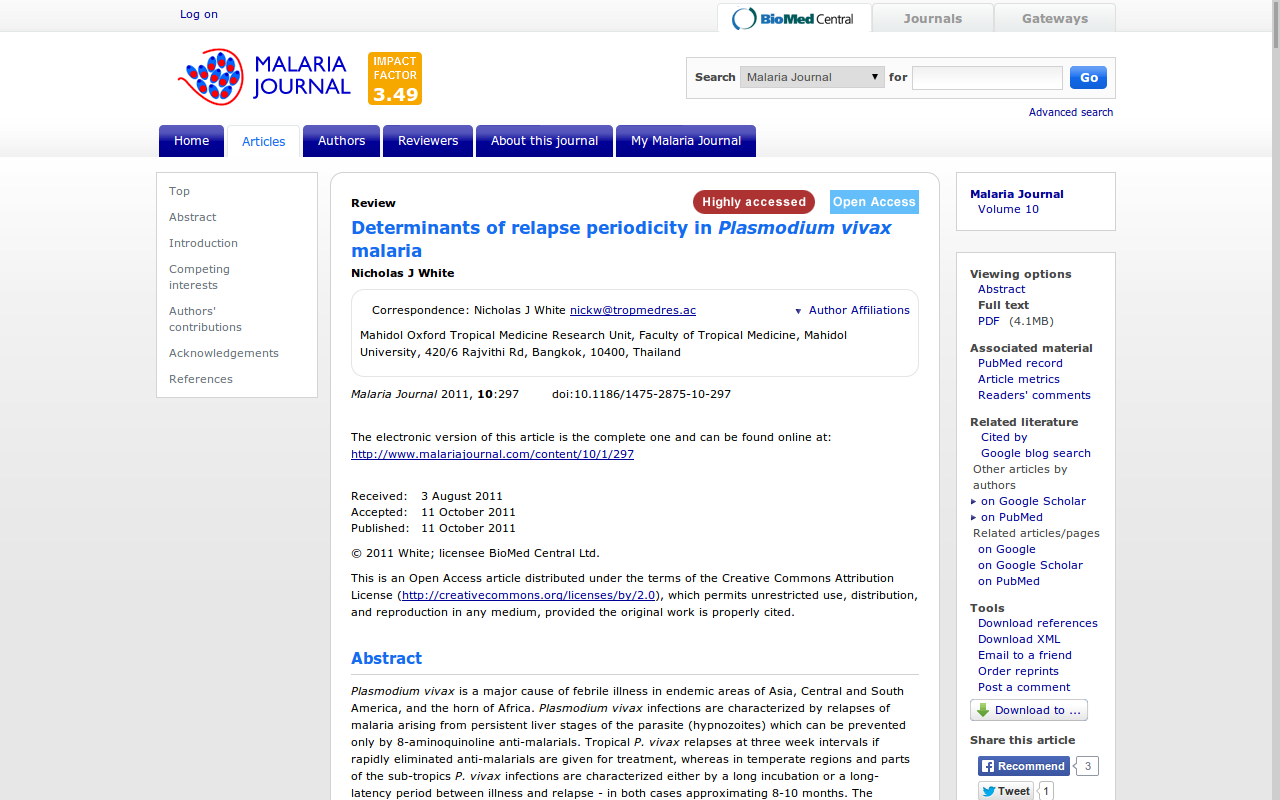 Log on
BioMed Central
Journals
Gateways
MALARIA
JOURNAL
IMPACT
FACTOR
3.49
Search Malaria Journal ▼ for Go
Advanced search
Home
Articles
Authors
Reviewers
About this journal
My Malaria Journal
Top
Abstract
Introduction
Competing
interests
Authors'
contributions
Acknowledgements
References
Review
Highly accessed
Open Access
Determinants of relapse periodicity in Plasmodium vivax
malaria
Nicholas J White
Correspondence: Nicholas J White nickw@tropmedres.ac
Author Affiliations
Mahidol Oxford Tropical Medicine Research Unit, Faculty of Tropical Medicine, Mahidol
University, 420/6 Rajvithi Rd, Bangkok, 10400, Thailand
Malaria Journal 2011, 10:297 doi:10.1186/1475-2875-10-297
The electronic version of this article is the complete one and can be found online at:
http://www.malariajournal.com/content/10/1/297
Received: 3 August 2011
Accepted: 11 October 2011
Published: 11 October 2011
© 2011 White; licensee BioMed Central Ltd.
This is an Open Access article distributed under the terms of the Creative Commons Attribution
License (http://creativecommons.org/licenses/by/2.0), which permits unrestricted use, distribution,
and reproduction in any medium, provided the original work is properly cited.
Abstract
Plasmodium vivax is a major cause of febrile illness in endemic areas of Asia, Central and South
America, and the horn of Africa. Plasmodium vivax infections are characterized by relapses of
malaria arising from persistent liver stages of the parasite (hypnozoites) which can be prevented
only by 8-aminoquinoline anti-malarials. Tropical P. vivax relapses at three week intervals if
rapidly eliminated anti-malarials are given for treatment, whereas in temperate regions and parts
of the sub-tropics P. vivax infections are characterized either by a long incubation or a long-
latency period between illness and relapse - in both cases approximating 8-10 months. The
Malaria Journal
Volume 10
Viewing options
Abstract
Full text
PDF (4.1MB)
Associated material
PubMed record
Article metrics
Readers' comments
Related literature
Cited by
Google blog search
Other articles by
authors
on Google Scholar
on PubMed
Related articles/pages
on Google
on Google Scholar
on PubMed
Tools
Download references
Download XML
Email to a friend
Order reprints
Post a comment
Download to ...
Share this article
Recommend 3
Tweet 1